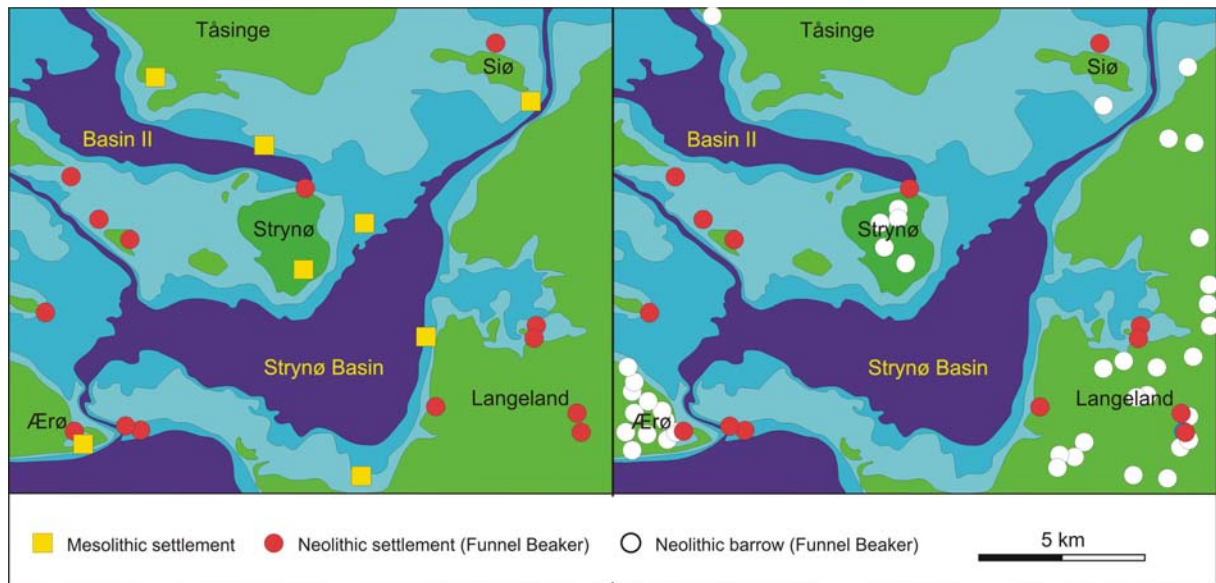 Tåsinge
Siø
Basin II
Strynø
Strynø Basin
Langeland
Ærø
Tåsinge
Siø
Basin II
Strynø
Strynø Basin
Langeland
Ærø
Mesolithic settlement
Neolithic settlement (Funnel Beaker)
Neolithic barrow (Funnel Beaker)
5 km